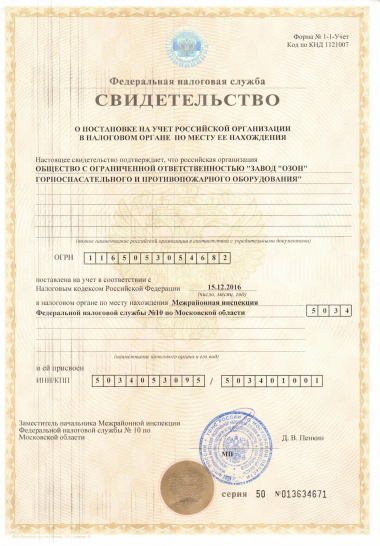 Форма № 1-1-Учет
Код по КНД 1121007
Федеральная налоговая служба
СВИДЕТЕЛЬСТВО
О ПОСТАНОВКЕ НА УЧЕТ РОССИЙСКОЙ ОРГАНИЗАЦИИ
В НАЛОГОВОМ ОРГАНЕ ПО МЕСТУ ЕЕ НАХОЖДЕНИЯ
Настоящее свидетельство подтверждает, что российская организация
ОБЩЕСТВО С ОГРАНИЧЕННОЙ ОТВЕТСТВЕННОСТЬЮ "ЗАВОД "ОЗОН"
ГОРНОСПАСАТЕЛЬНОГО И ПРОТИВОПОЖАРНОГО ОБОРУДОВАНИЯ"
(полное наименование российской организации в соответствии с учредительными документами)
ОГРН 1 1 6 5 0 5 3 0 5 4 6 8 2
поставлена на учет в соответствии с
Налоговым кодексом Российской Федерации 15.12.2016
(число, месяц, год)
в налоговом органе по месту нахождения Межрайонная инспекция
Федеральной налоговой службы №10 по Московской области 5 0 3 4
(наименование налогового органа и его код)
и ей присвоен
ИНН/КПП 5 0 3 4 0 5 3 0 9 5 / 5 0 3 4 0 1 0 0 1
Заместитель начальника Межрайонной инспекции
Федеральной налоговой службы № 10 по
Московской области
Д. В. Пенкин
МП
серия 50 №013634671